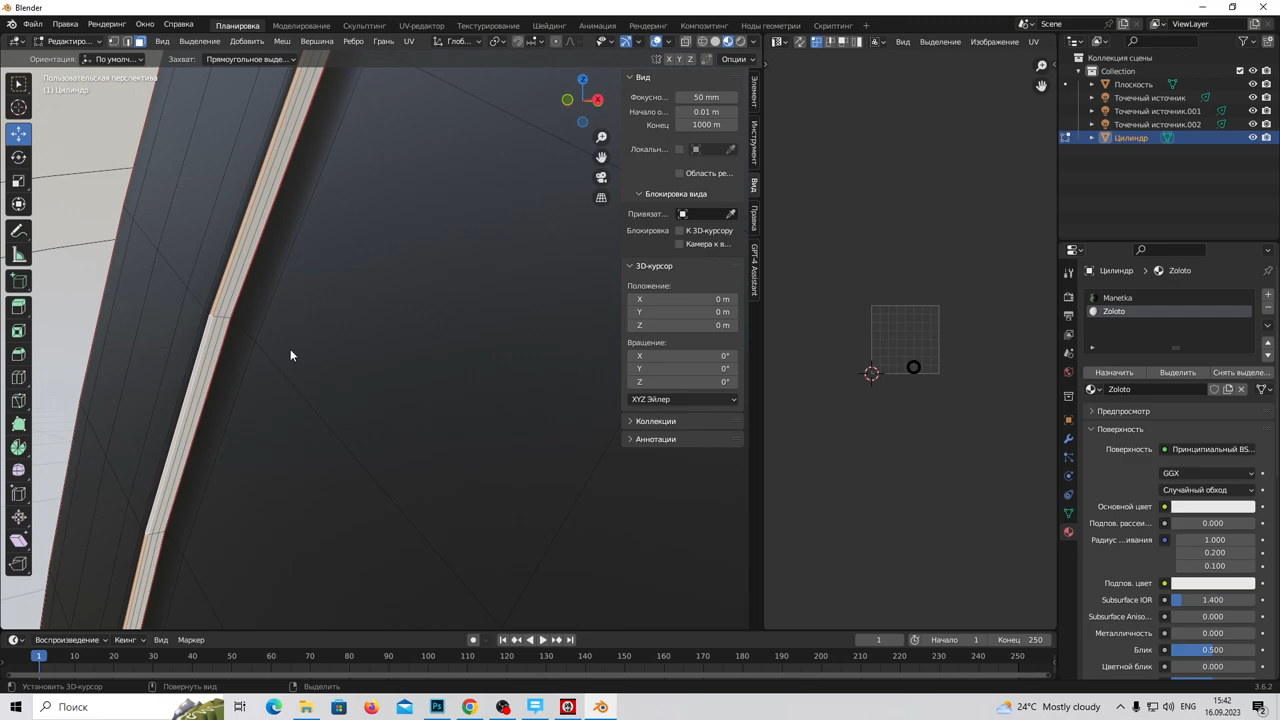 Blender
Файл Правка Рендеринг Окно Справка Планировка Моделирование Скульптинг UV-редактор Текстурирование Шейдинг Анимация Рендеринг Композитинг Ноды геометрии Скриптинг Scene ViewLayer
Редактиро... Вид Выделение Добавить Меш Вершина Ребро Грань UV Глоб... Вид Выделение Изображение UV
Ориентация: По умолч... Захват: Прямоугольное выде... X Y Z Опции
Пользовательская перспектива
(1) Цилиндр
Z
X
Вид
Фокусно... 50 mm
Начало о... 0.01 m
Конец 1000 m
Локальн...
Область ре...
Блокировка вида
Привязат...
Блокировка К 3D-курсору
Камера к в...
3D-курсор
Положение:
X 0 m
Y 0 m
Z 0 m
Вращение:
X 0°
Y 0°
Z 0°
XYZ Эйлер
Коллекции
Аннотации
Элемент
Инструмент
Вид
Правка
GPT-4 Assistant
Коллекция сцены
Collection
Плоскость
Точечный источник
Точечный источник.001
Точечный источник.002
Цилиндр
Цилиндр Zoloto
Manetka
Zoloto
Назначить Выделить Снять выделе...
Zoloto
Предпросмотр
Поверхность
Поверхность Принципиальный BS...
GGX
Случайный обход
Основной цвет
Подпов. рассеи... 0.000
Радиус ...ивания 1.000
0.200
0.100
Подпов. цвет
Subsurface IOR 1.400
Subsurface Aniso... 0.000
Металличность 0.000
Блик 0.500
Цветной блик 0.000
Воспроизведение Кеинг Вид Маркер 1 Начало 1 Конец 250
1 10 20 30 40 50 60 70 80 90 100 110 120 130 140 150 160 170 180 190 200 210 220 230 240 250
Установить 3D-курсор Повернуть вид Выделить 3.6.2
Поиск 24°C Mostly cloudy 15:42
16.09.2023